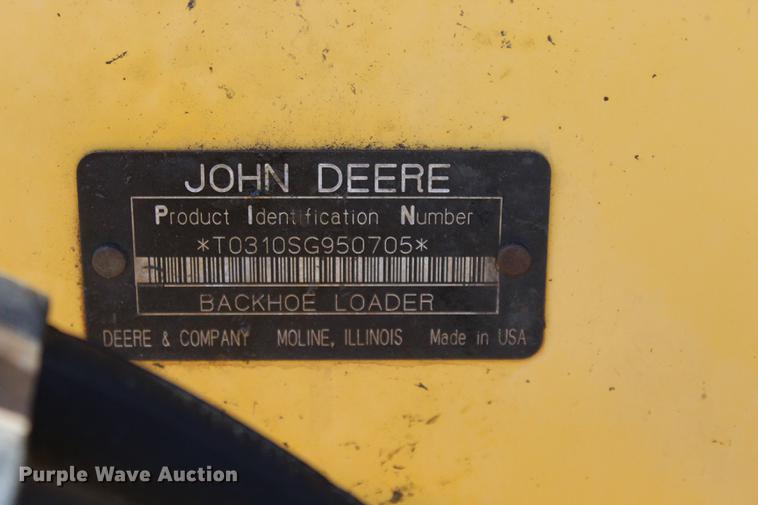 JOHN DEERE
Product Identification Number
*T0310SG950705*
BACKHOE LOADER
DEERE & COMPANY MOLINE, ILLINOIS Made in USA
Purple Wave Auction